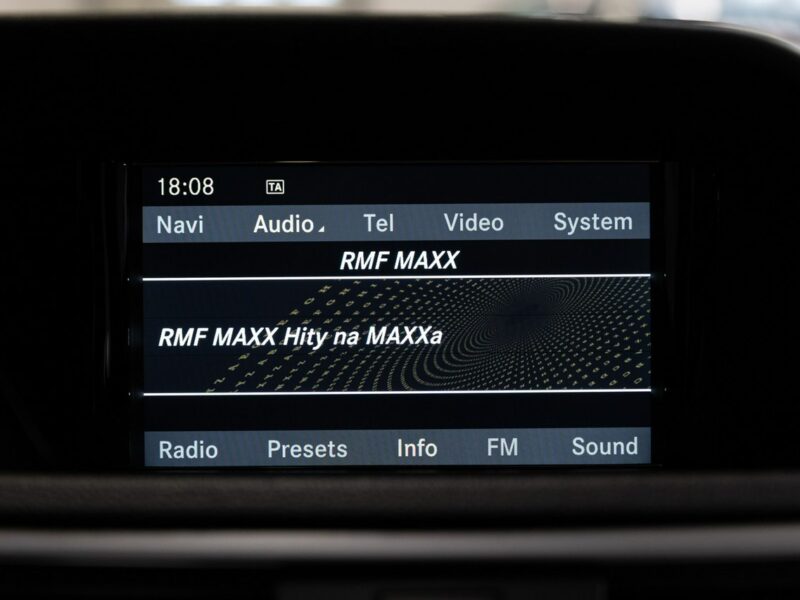 18:08 TA
Navi Audio Tel Video System
RMF MAXX
RMF MAXX Hity na MAXXa
Radio Presets Info FM Sound